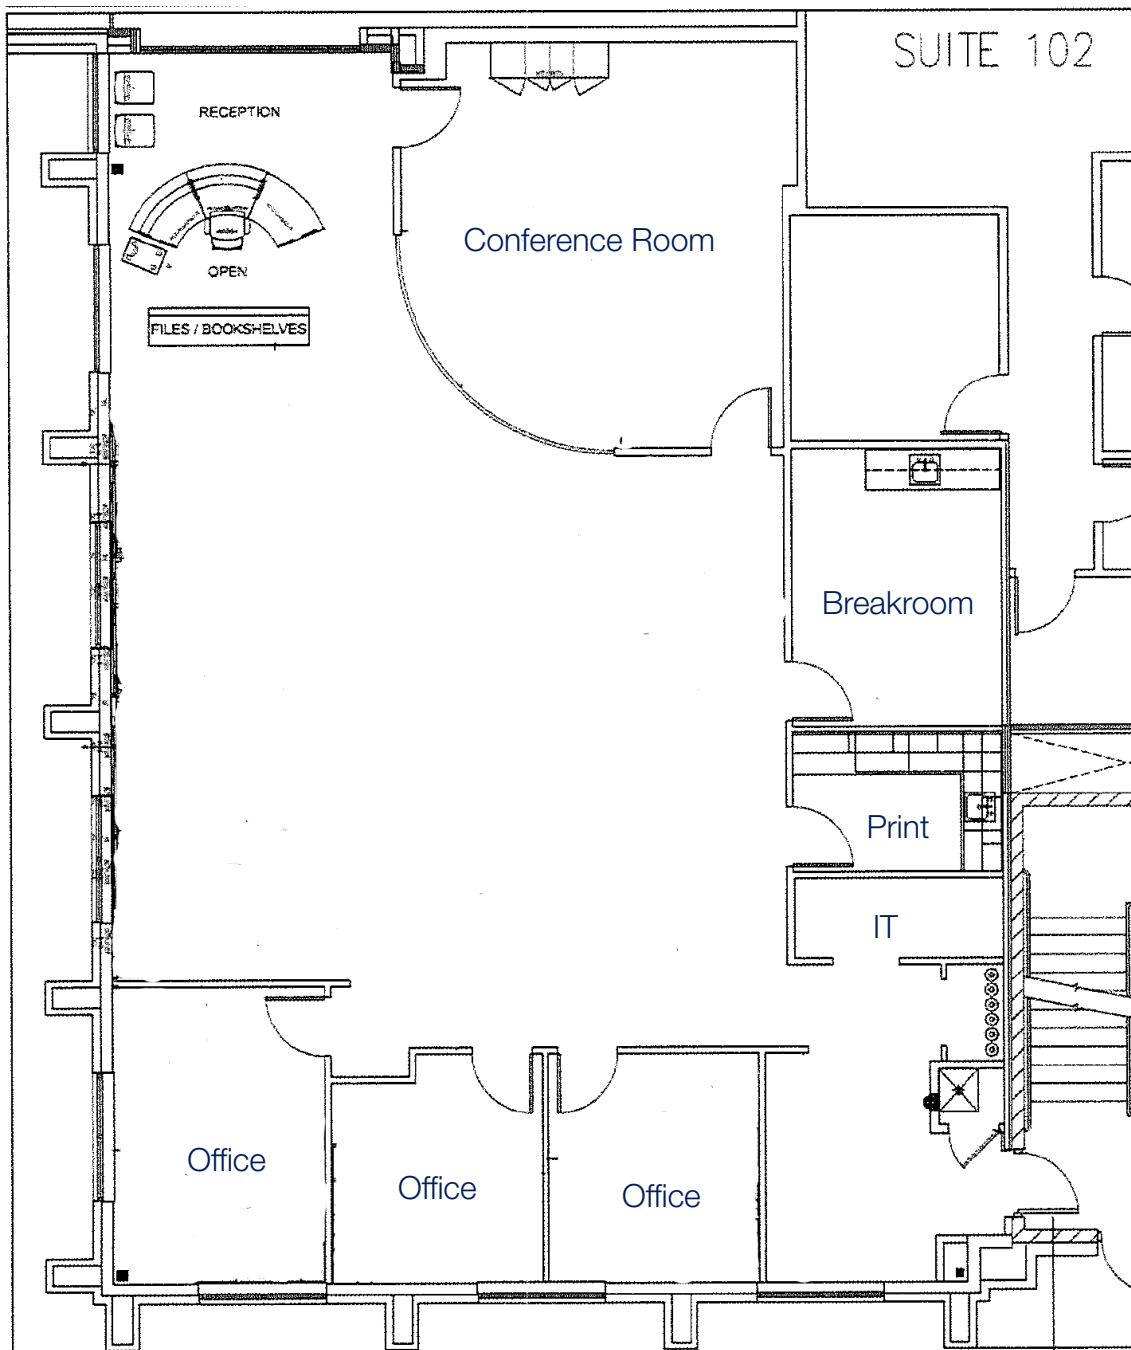 SUITE 102
RECEPTION
Conference Room
OPEN
FILES / BOOKSHELVES
Breakroom
Print
IT
Office
Office
Office